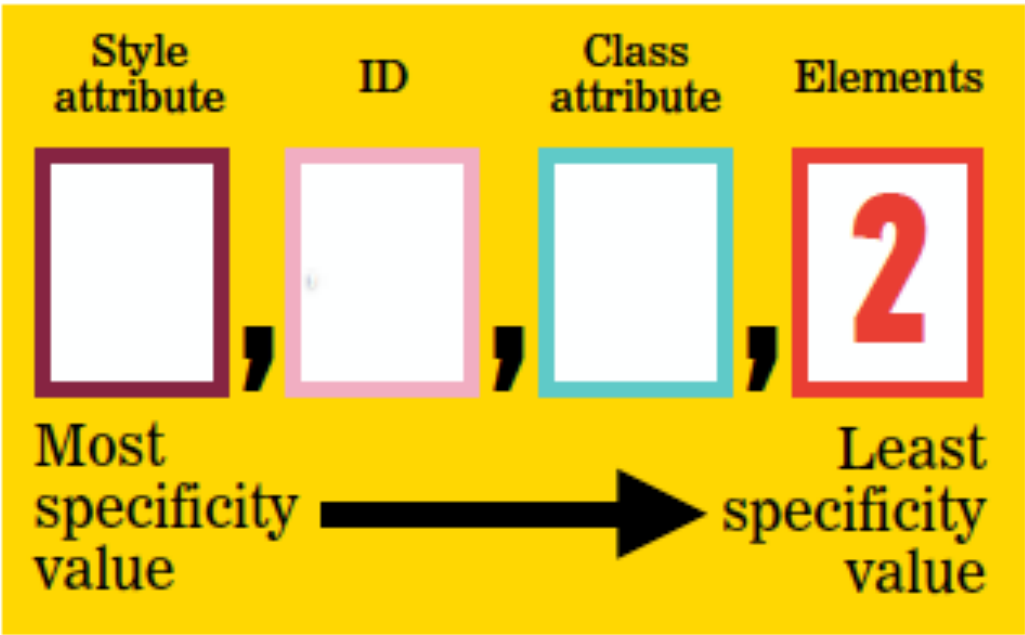 Style
attribute
ID
Class
attribute
Elements
, , , 2
Most
specificity
value
Least
specificity
value